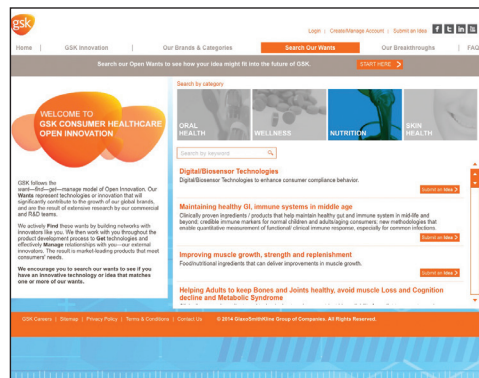 gsk
Login | Create/Manage Account | Submit an Idea
Home | GSK Innovation | Our Brands & Categories | Search Our Wants | Our Breakthroughs | FAQ
Search our Open Wants to see how your idea might fit into the future of GSK. START HERE
Search by category
ORAL HEALTH
WELLNESS
NUTRITION
SKIN HEALTH
WELCOME TO
GSK CONSUMER HEALTHCARE
OPEN INNOVATION
GSK follows the
want—find—get—manage model of Open Innovation. Our
Wants represent technologies or innovation that will
significantly contribute to the growth of our global brands,
and are the result of extensive research by our commercial
and R&D teams.
We actively Find these wants by building networks with
innovators like you. We then work with you throughout the
product development process to Get technologies and
effectively Manage relationships with you—our external
innovators. The result is market-leading products that meet
consumers' needs.
We encourage you to search our wants to see if you
have an innovative technology or idea that matches
one or more of our wants.
Search by keyword
Digital/Biosensor Technologies
Digital/Biosensor Technologies to enhance consumer compliance behavior.
Submit an Idea
Maintaining healthy GI, immune systems in middle age
Clinically proven ingredients / products that help maintain healthy gut and immune system in mid-life and
beyond; credible immune markers for normal children and adults/aging consumers; new methodologies that
enable quantitative measurement of functional/ clinical immune response, especially for common infections.
Submit an Idea
Improving muscle growth, strength and replenishment
Food/nutritional ingredients that can deliver improvements in muscle growth.
Submit an Idea
Helping Adults to keep Bones and Joints healthy, avoid muscle Loss and Cognition
decline and Metabolic Syndrome
GSK Careers | Sitemap | Privacy Policy | Terms & Conditions | Contact Us © 2014 GlaxoSmithKline Group of Companies. All Rights Reserved.